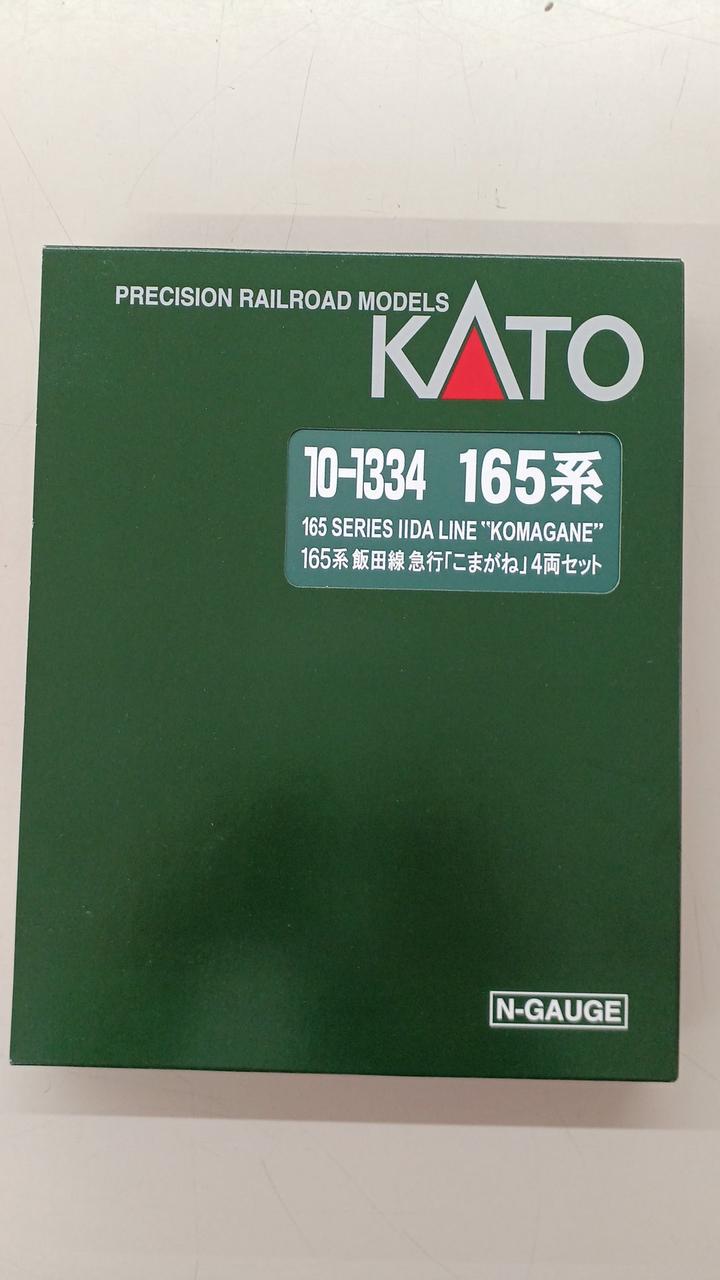 PRECISION RAILROAD MODELS
KATO
10-1334 165系
165 SERIES IIDA LINE “KOMAGANE”
165系 飯田線 急行「こまがね」4両セット
N-GAUGE